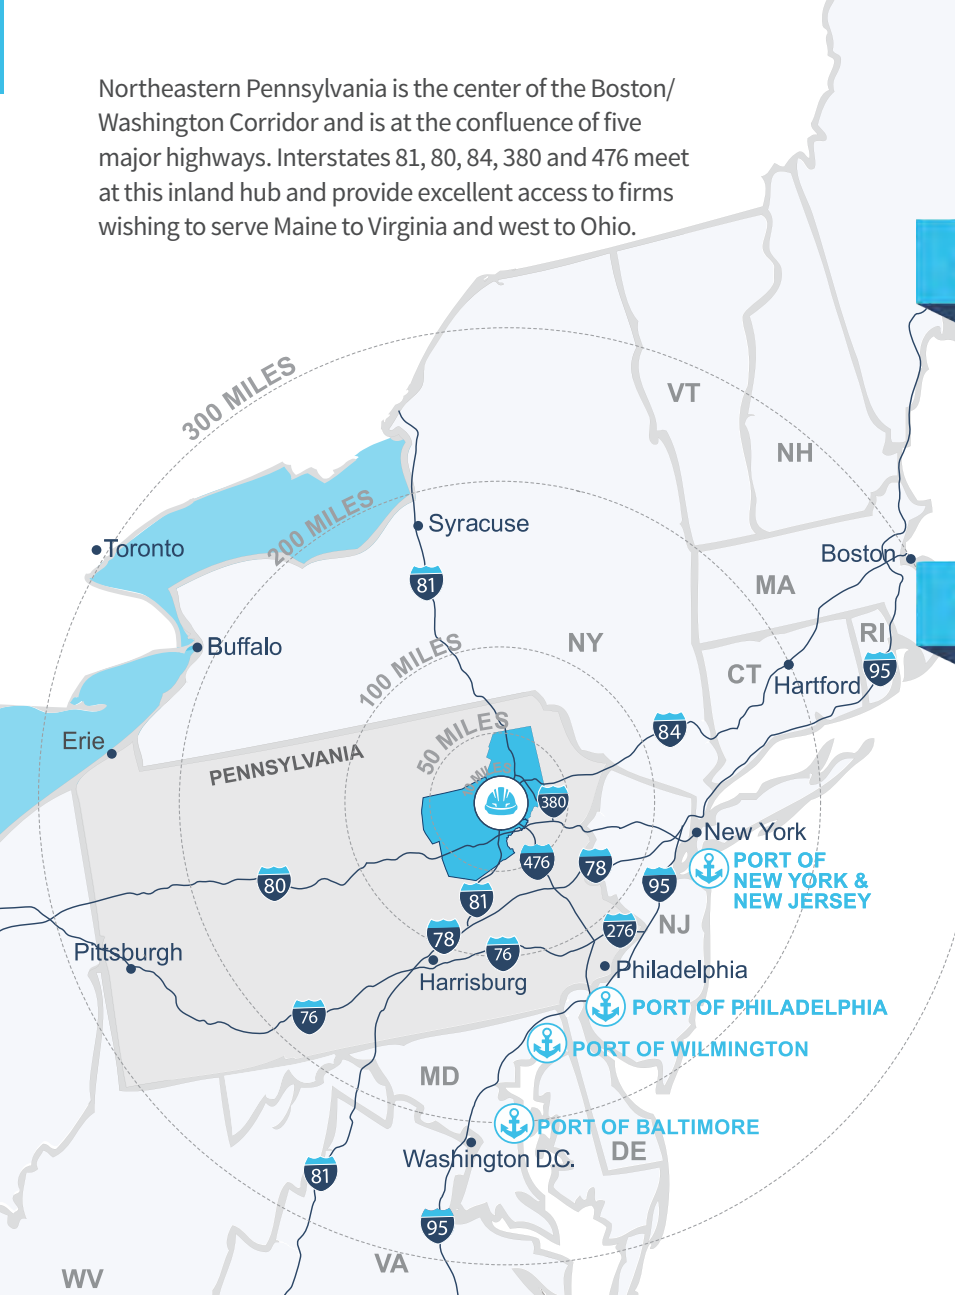 Northeastern Pennsylvania is the center of the Boston/
Washington Corridor and is at the confluence of five
major highways. Interstates 81, 80, 84, 380 and 476 meet
at this inland hub and provide excellent access to firms
wishing to serve Maine to Virginia and west to Ohio.
300 MILES
VT
NH
200 MILES
Syracuse
Toronto
Boston
81
MA
NY
RI
Buffalo
100 MILES
CT
Hartford
95
50 MILES
84
Erie
PENNSYLVANIA
MILES
380
New York
476
78
PORT OF
NEW YORK &
NEW JERSEY
80
95
81
NJ
78
276
76
Pittsburgh
Philadelphia
Harrisburg
PORT OF PHILADELPHIA
76
PORT OF WILMINGTON
MD
PORT OF BALTIMORE
Washington D.C.
DE
81
95
VA
WV